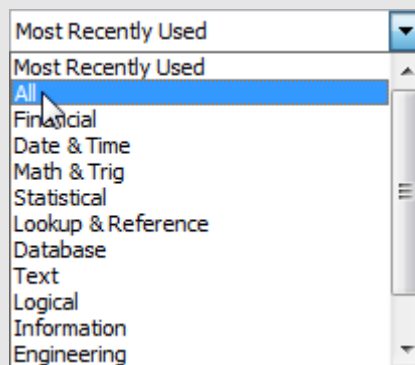 Most Recently Used
Most Recently Used
All
Financial
Date & Time
Math & Trig
Statistical
Lookup & Reference
Database
Text
Logical
Information
Engineering